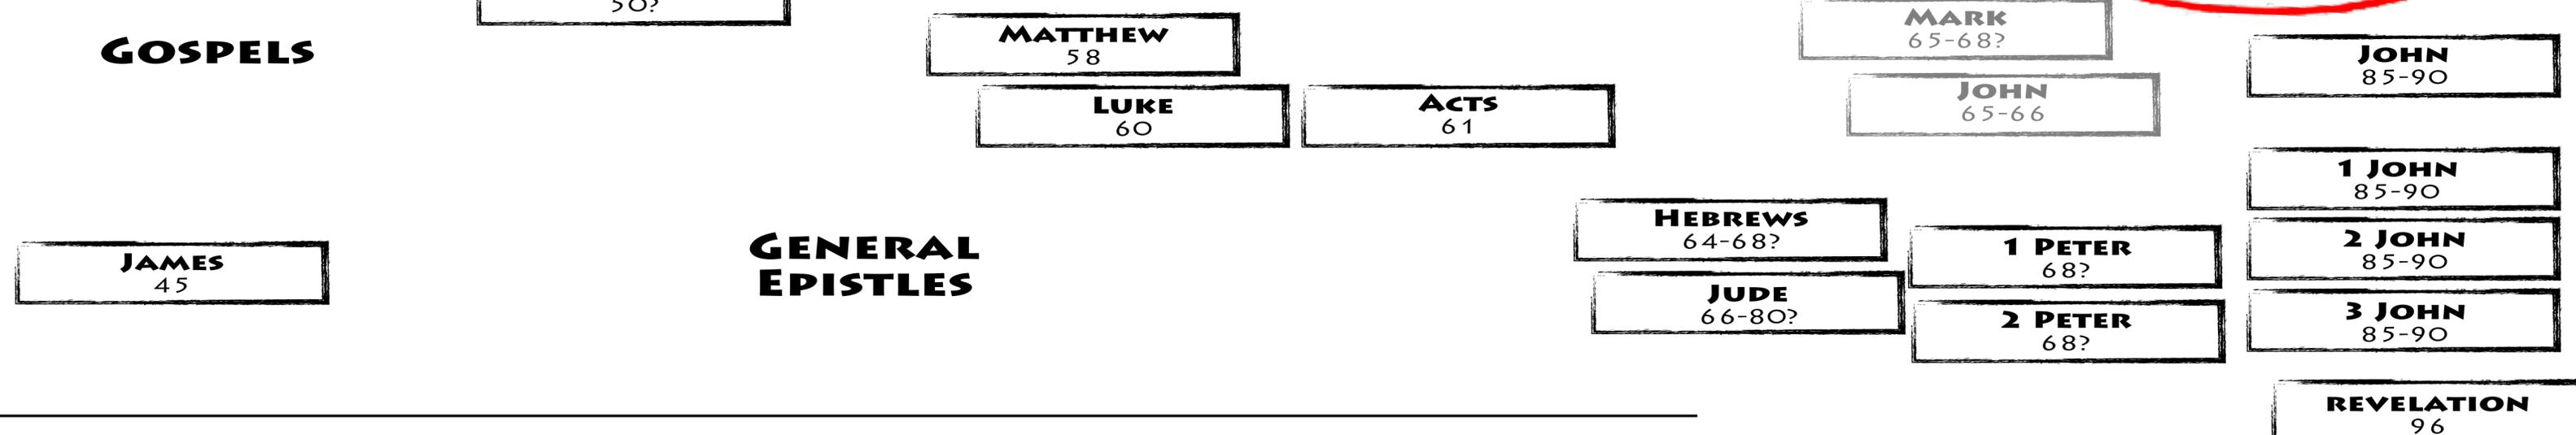 50?
GOSPELS
MATTHEW
58
LUKE
60
ACTS
61
MARK
65-68?
JOHN
65-66
JOHN
85-90
GENERAL
EPISTLES
JAMES
45
HEBREWS
64-68?
JUDE
66-80?
1 PETER
68?
2 PETER
68?
1 JOHN
85-90
2 JOHN
85-90
3 JOHN
85-90
REVELATION
96